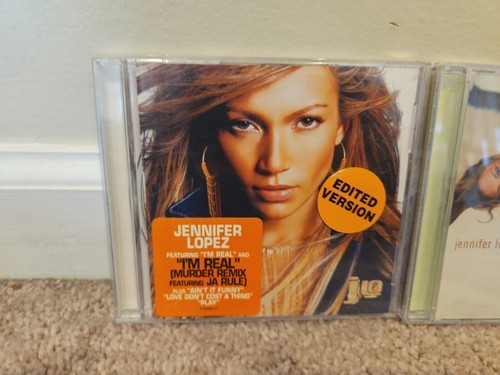 EDITED
VERSION
JENNIFER
LOPEZ
FEATURING "I'M REAL" AND
"I'M REAL"
[MURDER REMIX
FEATURING JA RULE]
PLUS "AIN'T IT FUNNY"
"LOVE DON'T COST A THING"
"PLAY"
jennifer lo